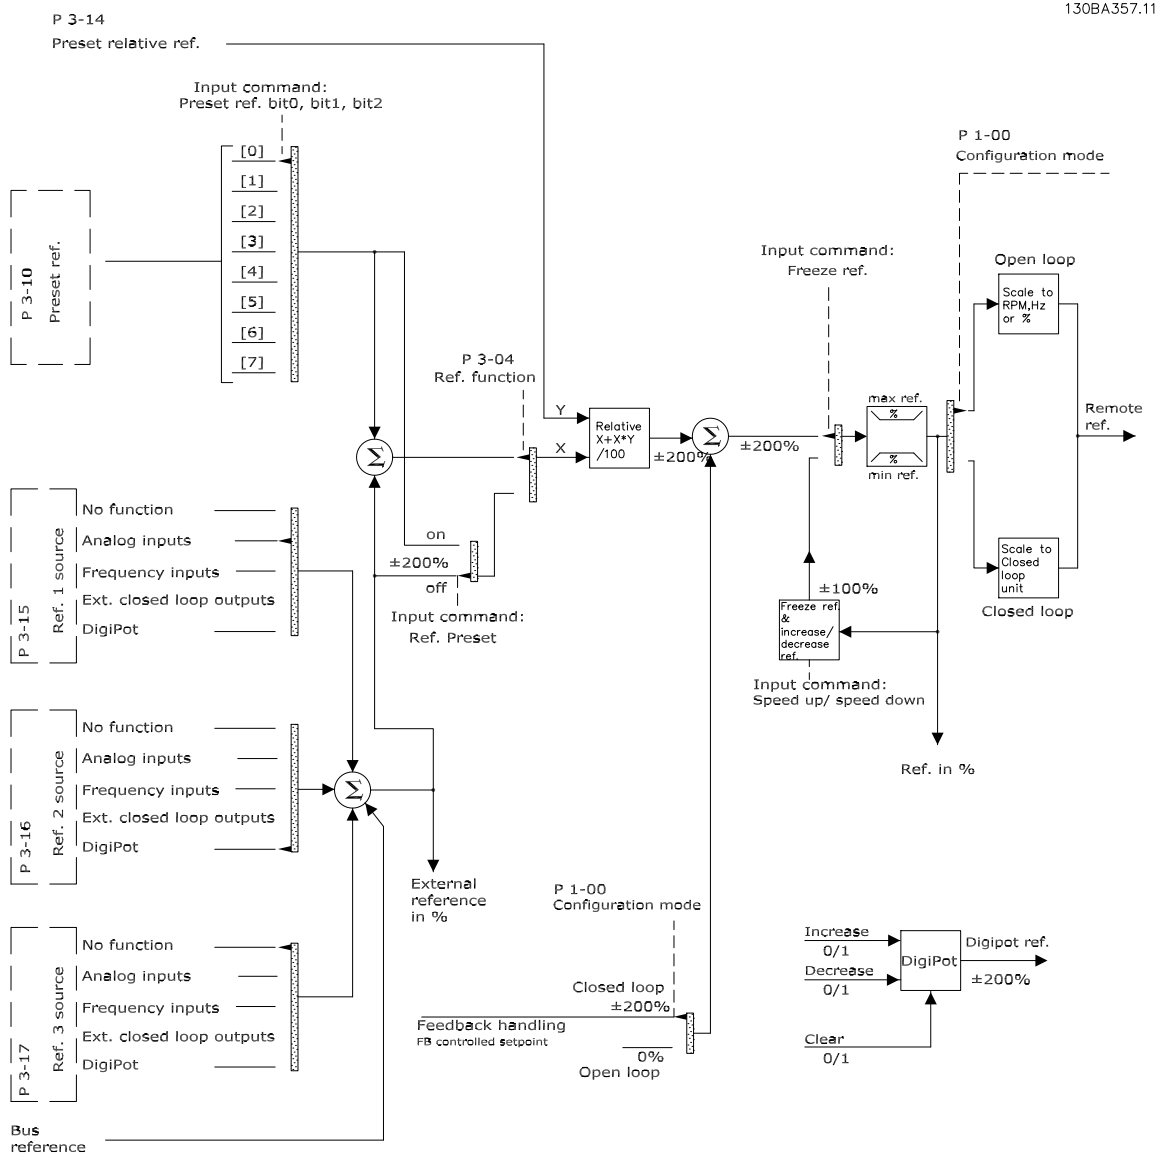 130BA357.11
P 3-14
Preset relative ref.
Input command:
Preset ref. bit0, bit1, bit2
[0]
[1]
[2]
[3]
[4]
[5]
[6]
[7]
P 3-10
Preset ref.
P 1-00
Configuration mode
Input command:
Freeze ref.
Open loop
Scale to
RPM,Hz
or %
P 3-04
Ref. function
Y
X
Relative
X+X*Y
/100
±200%
Σ
±200%
max ref.
%
%
min ref.
Remote
ref.
Σ
on
±200%
off
Input command:
Ref. Preset
Scale to
Closed
loop
unit
Closed loop
±100%
Freeze ref.
&
increase/
decrease
ref.
Input command:
Speed up/ speed down
Ref. in %
P 3-15
Ref. 1 source
No function
Analog inputs
Frequency inputs
Ext. closed loop outputs
DigiPot
P 3-16
Ref. 2 source
No function
Analog inputs
Frequency inputs
Ext. closed loop outputs
DigiPot
Σ
External
reference
in %
P 3-17
Ref. 3 source
No function
Analog inputs
Frequency inputs
Ext. closed loop outputs
DigiPot
Bus
reference
P 1-00
Configuration mode
Closed loop
±200%
Feedback handling
FB controlled setpoint
0%
Open loop
Increase
0/1
Decrease
0/1
Clear
0/1
DigiPot
Digipot ref.
±200%